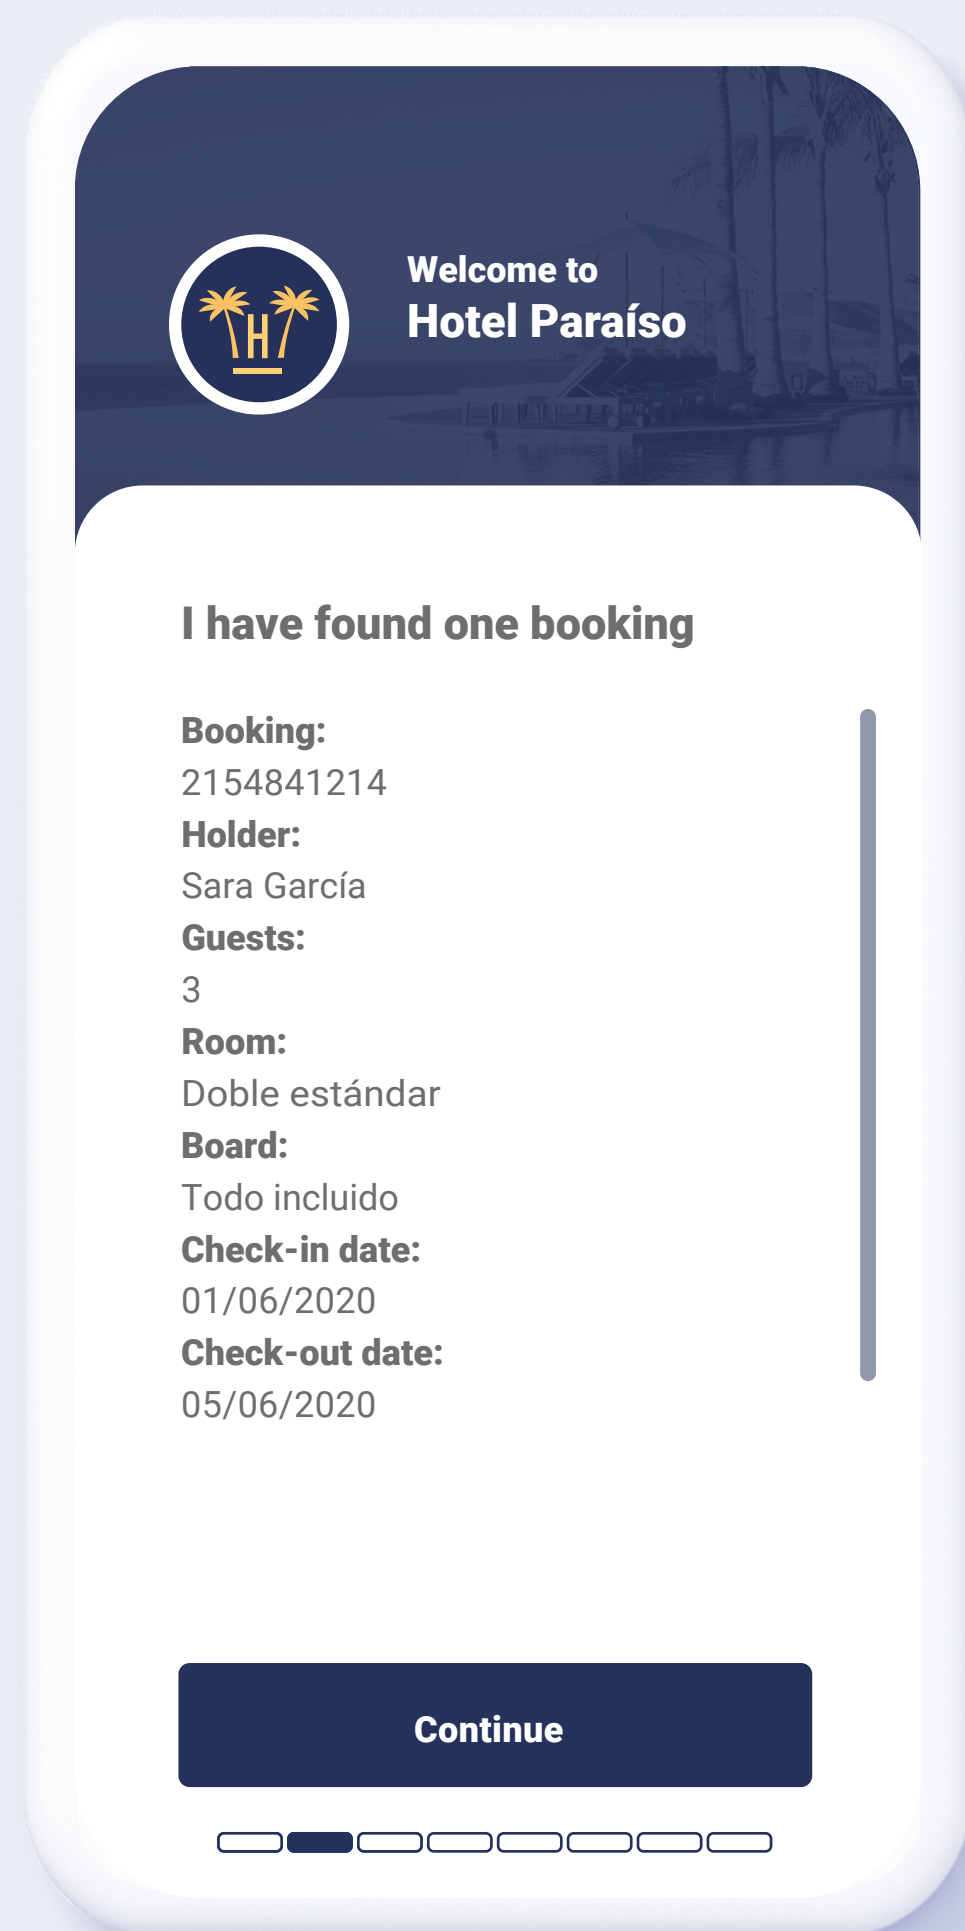 H
Welcome to
Hotel Paraíso
I have found one booking
Booking:
2154841214
Holder:
Sara García
Guests:
3
Room:
Doble estándar
Board:
Todo incluido
Check-in date:
01/06/2020
Check-out date:
05/06/2020
Continue